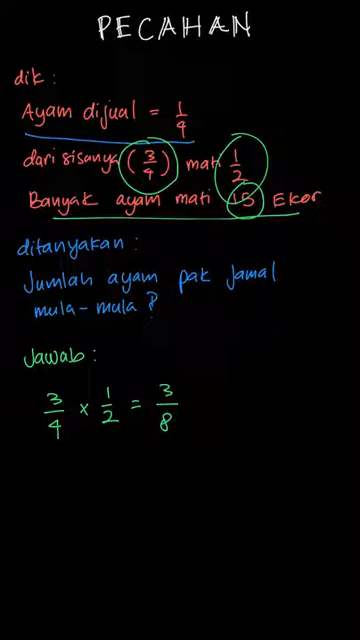 PECAHAN
dik :
Ayam dijual = 1/4
dari sisanya (3/4) mati 1/2
Banyak ayam mati 15 Ekor
ditanyakan :
Jumlah ayam pak Jamal
mula-mula ?
Jawab :
3/4 x 1/2 = 3/8